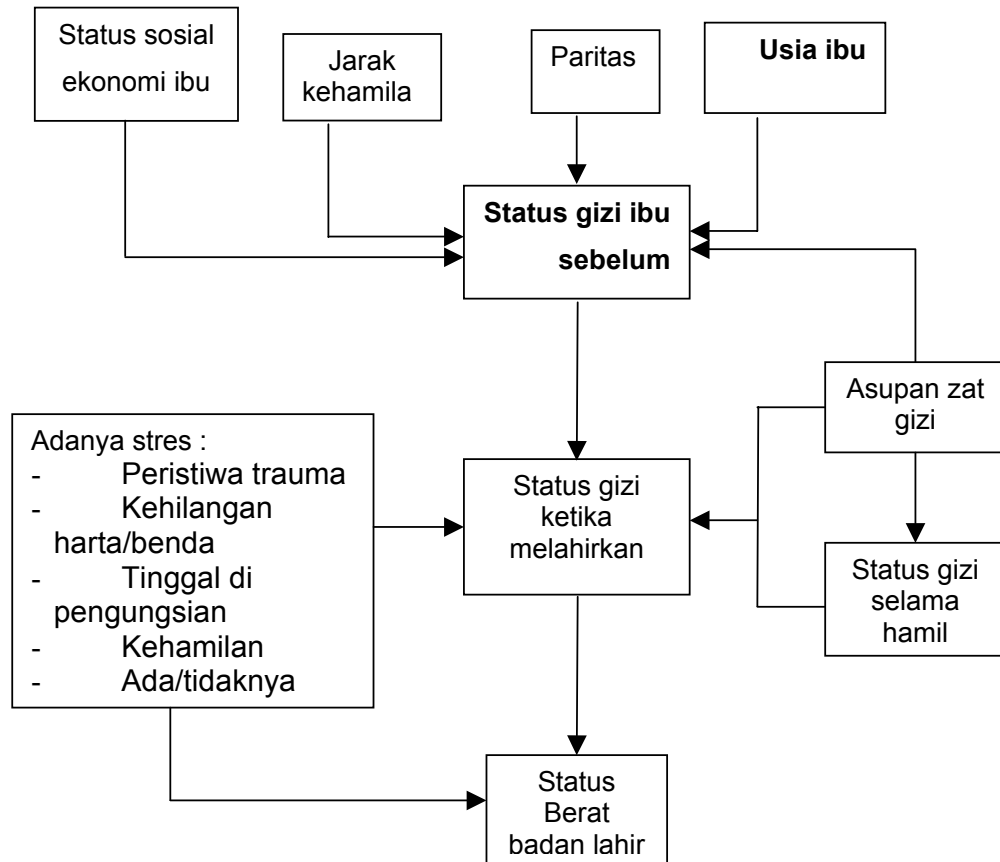 Status sosial
ekonomi ibu
Jarak
kehamila
Paritas
Usia ibu
Status gizi ibu
sebelum
Asupan zat
gizi
Adanya stres :
- Peristiwa trauma
- Kehilangan
harta/benda
- Tinggal di
pengungsian
- Kehamilan
- Ada/tidaknya
Status gizi
ketika
melahirkan
Status gizi
selama
hamil
Status
Berat
badan lahir